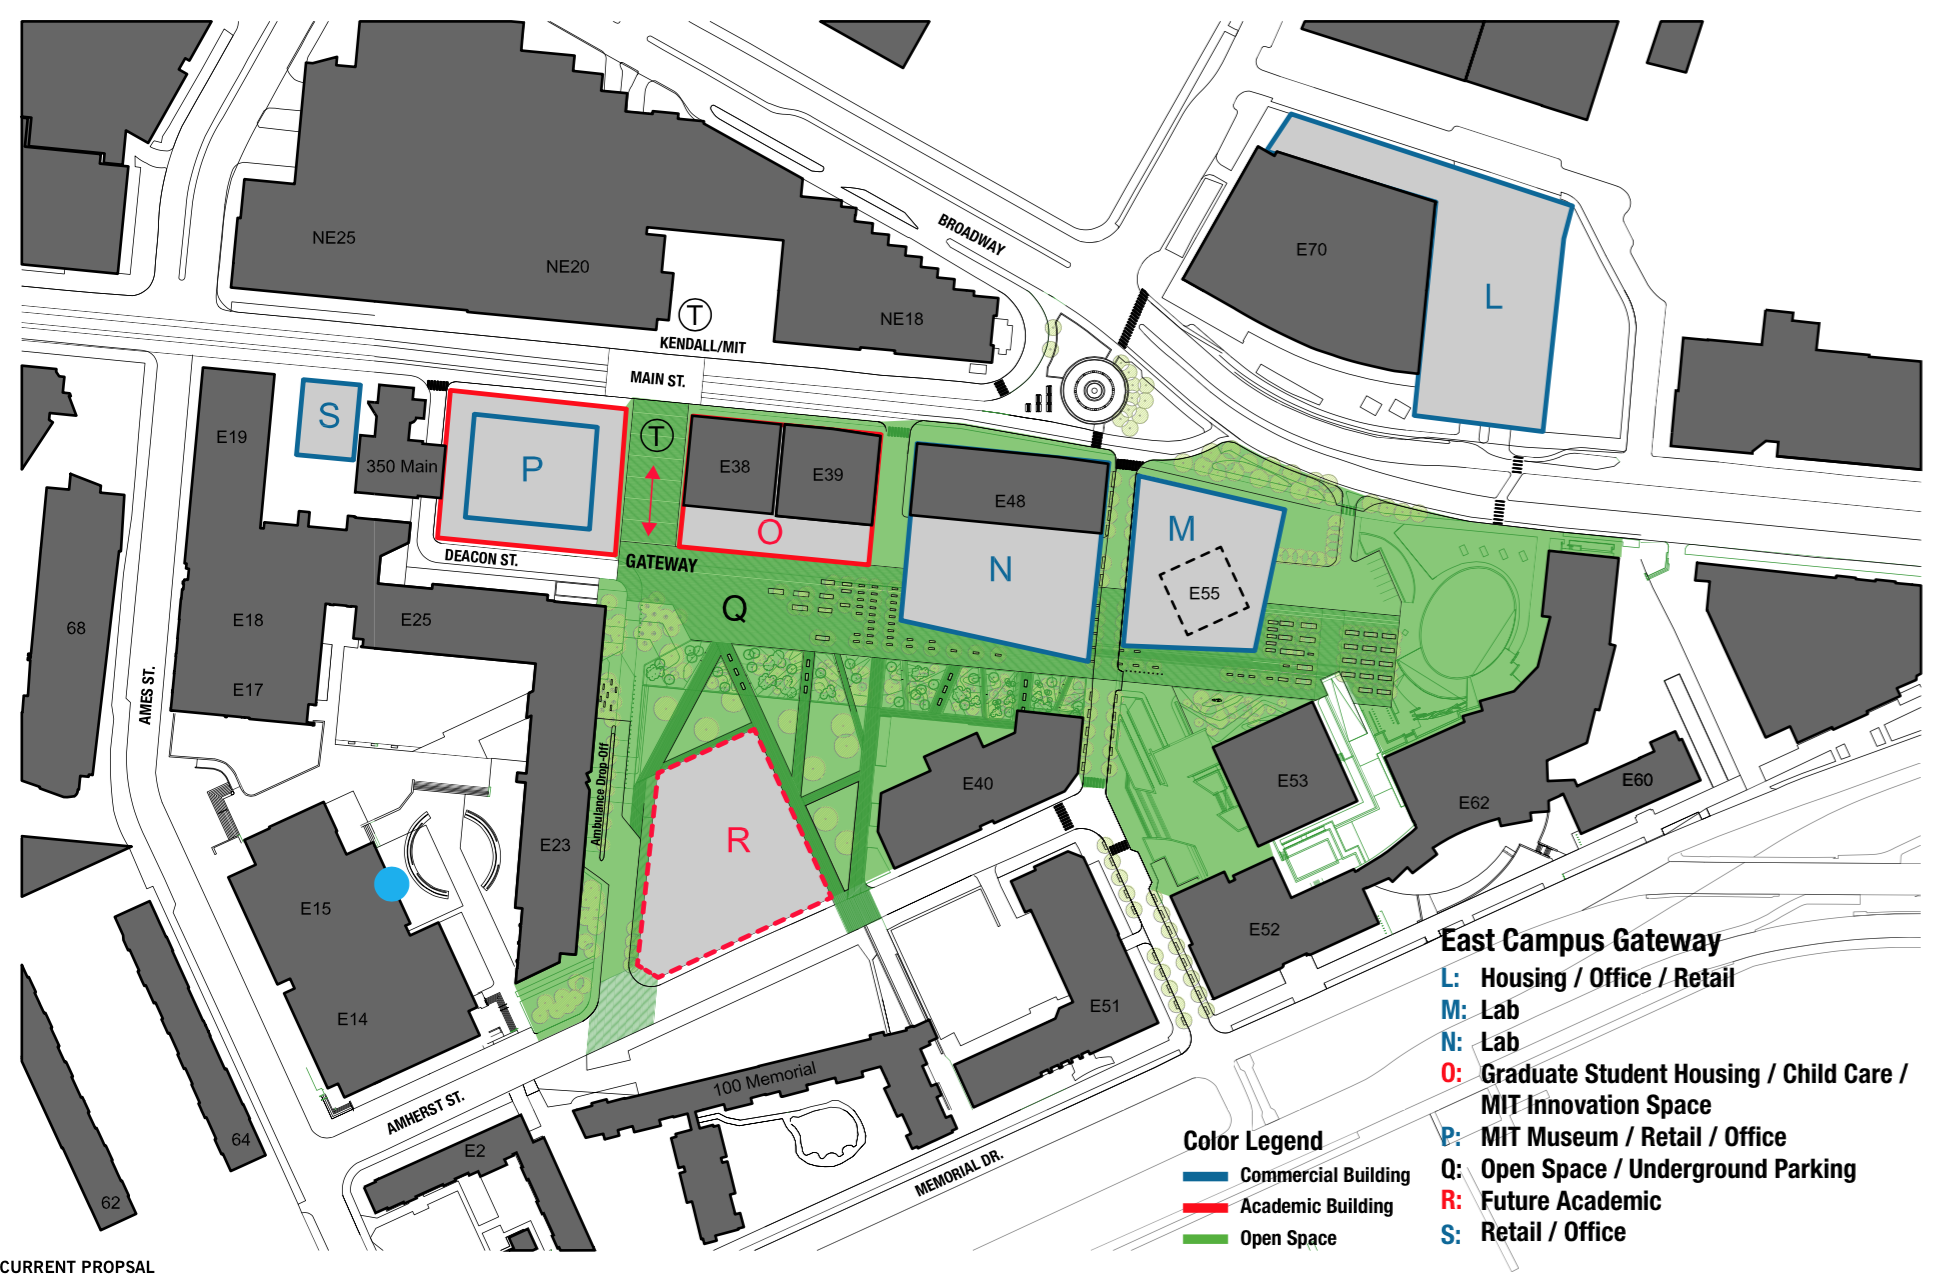 BROADWAY
NE25
NE20
E70
L
T
NE18
KENDALL/MIT
MAIN ST.
S
E19
350 Main
P
T
E38
E39
E48
O
M
DEACON ST.
GATEWAY
N
E55
Q
68
E18
E25
E17
AMES ST.
Ambulance Drop-Off
E40
E53
E60
E62
R
E23
E15
E52
E14
E51
100 Memorial
AMHERST ST.
64
E2
62
MEMORIAL DR.
East Campus Gateway
L: Housing / Office / Retail
M: Lab
N: Lab
O: Graduate Student Housing / Child Care /
MIT Innovation Space
P: MIT Museum / Retail / Office
Q: Open Space / Underground Parking
R: Future Academic
S: Retail / Office
Color Legend
Commercial Building
Academic Building
Open Space
CURRENT PROPSAL